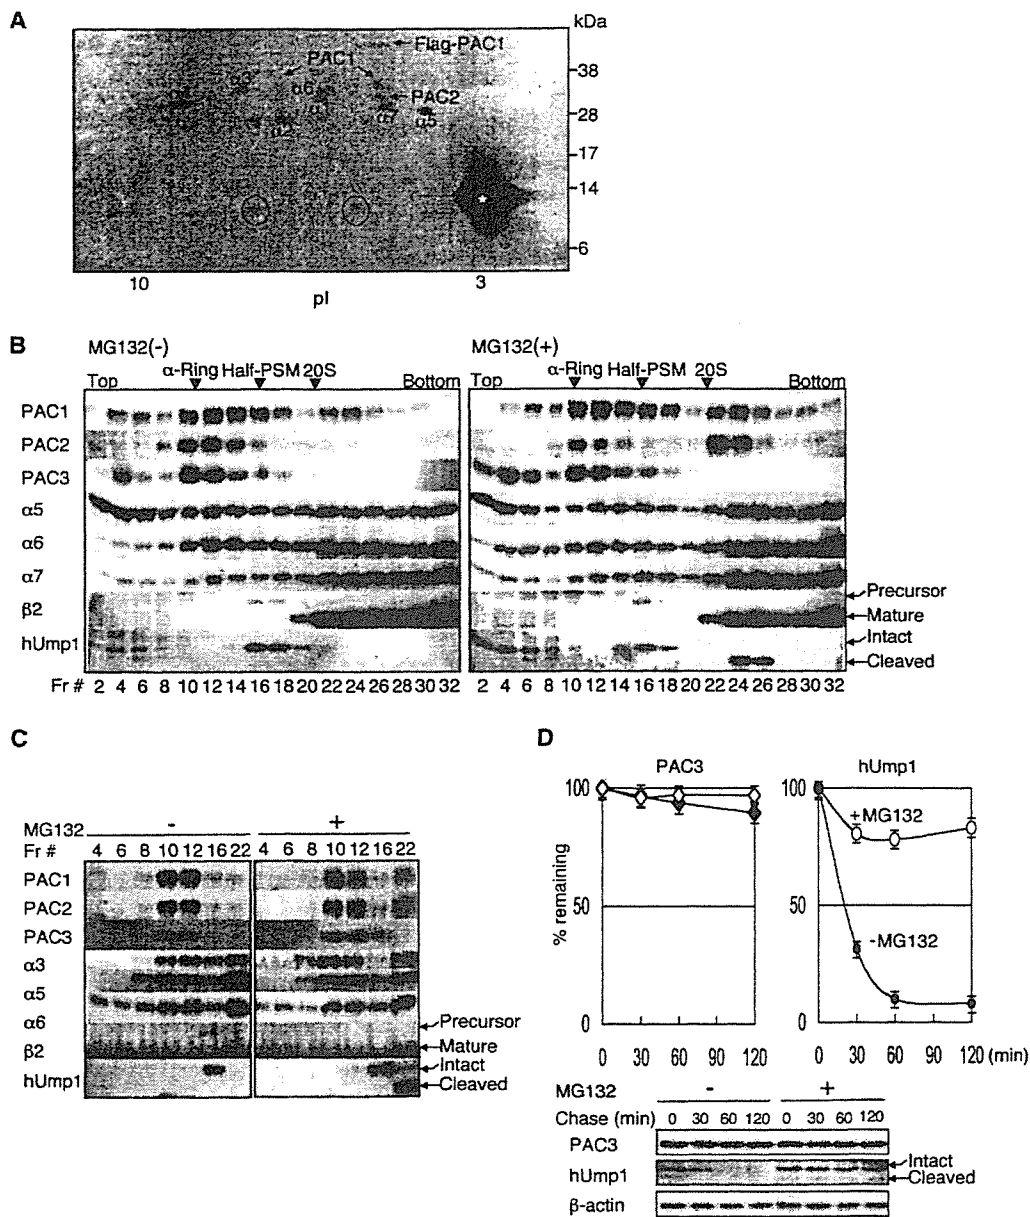 A
kDa
Flag-PAC1
PAC1
38
α3
α6
PAC2
α1
28
α7
α5
α2
17
14
6
10
3
pI
B
MG132(-)
MG132(+)
Top
α-Ring
Half-PSM
20S
Bottom
Top
α-Ring
Half-PSM
20S
Bottom
PAC1
PAC2
PAC3
α5
α6
α7
Precursor
β2
Mature
Intact
hUmp1
Cleaved
Fr # 2 4 6 8 10 12 14 16 18 20 22 24 26 28 30 32
2 4 6 8 10 12 14 16 18 20 22 24 26 28 30 32
C
MG132 - +
Fr # 4 6 8 10 12 16 22 4 6 8 10 12 16 22
PAC1
PAC2
PAC3
α3
α5
α6
Precursor
β2
Mature
Intact
hUmp1
Cleaved
D
PAC3
hUmp1
100
100
+MG132
% remaining
50
50
-MG132
0
0
0 30 60 90 120
0 30 60 90 120 (min)
MG132 - +
Chase (min) 0 30 60 120 0 30 60 120
PAC3
Intact
hUmp1
Cleaved
β-actin